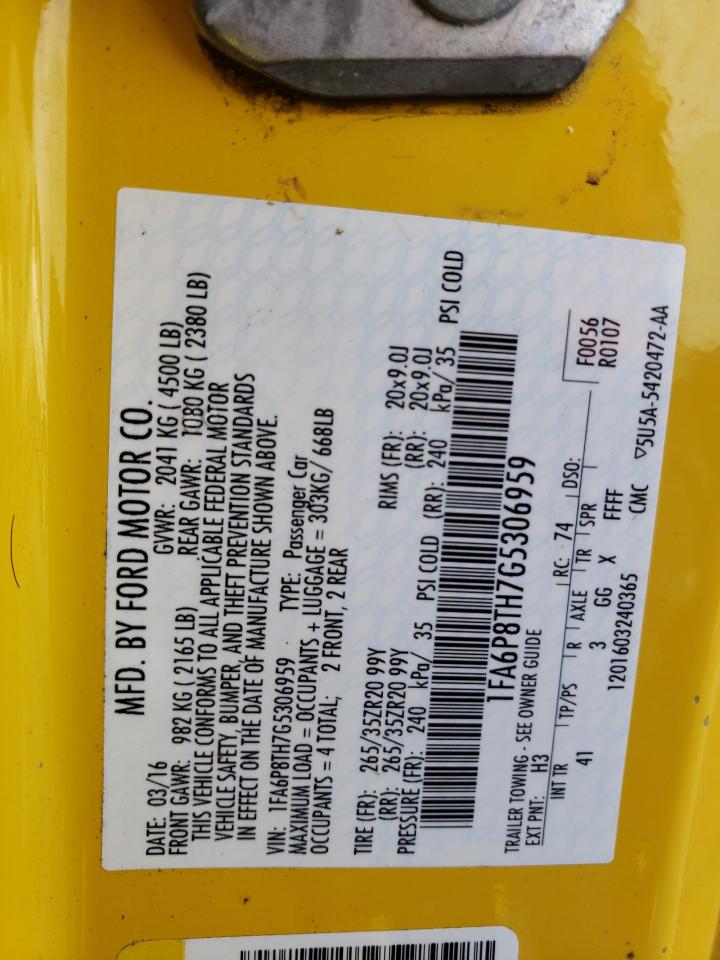 MFD. BY FORD MOTOR CO.
DATE: 03/16 GVWR: 2041 KG ( 4500 LB)
FRONT GAWR: 982 KG ( 2165 LB) REAR GAWR: 1080 KG ( 2380 LB)
THIS VEHICLE CONFORMS TO ALL APPLICABLE FEDERAL MOTOR
VEHICLE SAFETY, BUMPER, AND THEFT PREVENTION STANDARDS
IN EFFECT ON THE DATE OF MANUFACTURE SHOWN ABOVE.
VIN: 1FA6P8TH7G5306959 TYPE: Passenger Car
MAXIMUM LOAD = OCCUPANTS + LUGGAGE = 303KG/ 668LB
OCCUPANTS = 4 TOTAL; 2 FRONT, 2 REAR
TIRE (FR): 265/35ZR20 99Y RIMS (FR): 20x9.0J
(RR): 265/35ZR20 99Y (RR): 20x9.0J
PRESSURE (FR): 240 kPa/ 35 PSI COLD (RR): 240 kPa/ 35 PSI COLD
1FA6P8TH7G5306959
TRAILER TOWING - SEE OWNER GUIDE
EXT PNT: H3 RC: 74 DSO: F0056
R0107
INT TR TP/PS R AXLE TR SPR
41 3 GG X FFFF
1201603240365 CMC ▽5U5A-5420472-AA